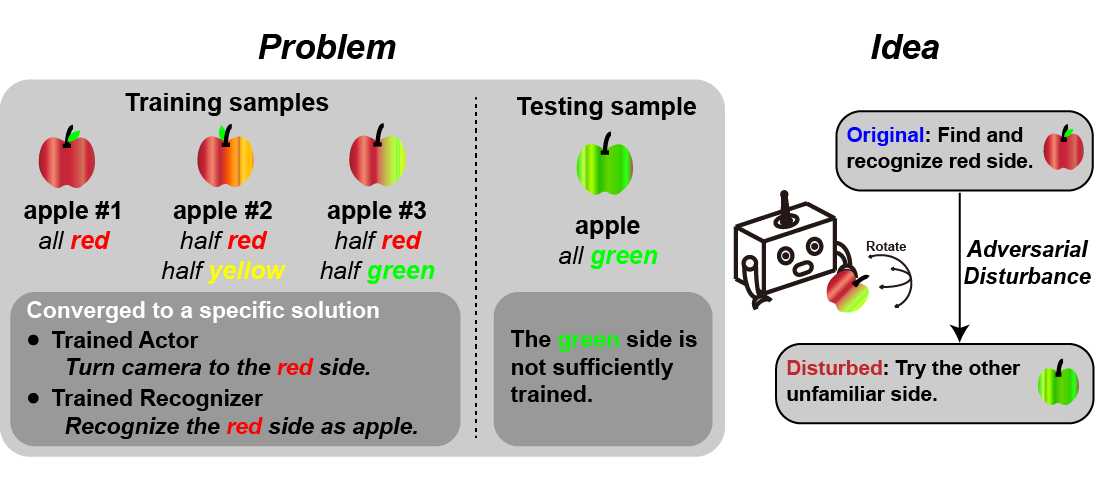 Problem
Idea
Training samples
Testing sample
apple #1
all red
apple #2
half red
half yellow
apple #3
half red
half green
apple
all green
Converged to a specific solution
● Trained Actor
Turn camera to the red side.
● Trained Recognizer
Recognize the red side as apple.
The green side is
not sufficiently
trained.
Original: Find and
recognize red side.
Rotate
Adversarial
Disturbance
Disturbed: Try the other
unfamiliar side.